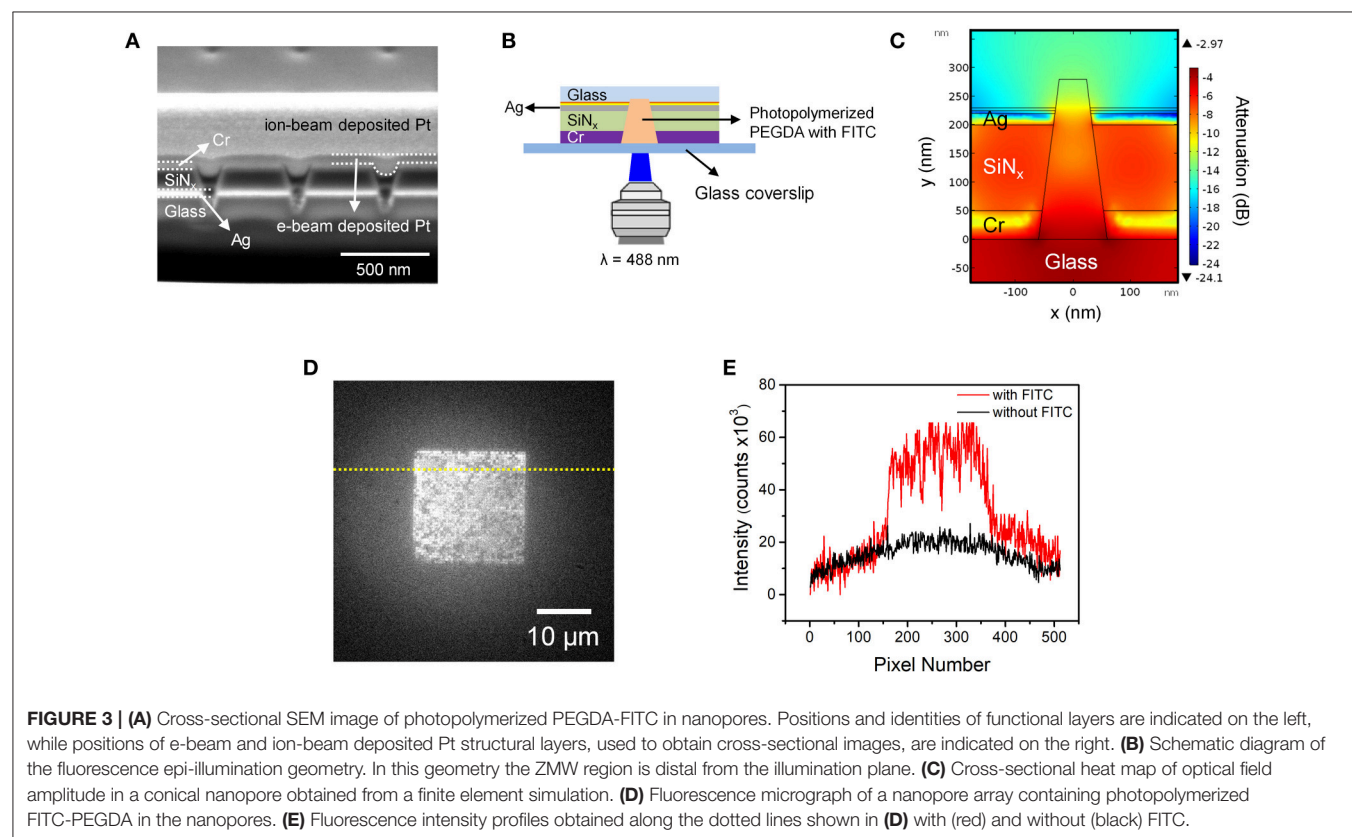 A
Cr
SiNx
Glass
Ag
ion-beam deposited Pt
e-beam deposited Pt
500 nm
B
Glass
Ag
SiNx
Cr
Photopolymerized
PEGDA with FITC
Glass coverslip
λ = 488 nm
C
nm
350
300
250
200
150
100
50
0
-50
y (nm)
Ag
SiNx
Cr
Glass
-100
0
100
nm
x (nm)
▲ -2.97
-4
-6
-8
-10
-12
-14
-16
-18
-20
-22
-24
▼ -24.1
Attenuation (dB)
D
10 µm
E
80
60
40
20
0
Intensity (counts x10³)
with FITC
without FITC
0 100 200 300 400 500
Pixel Number
FIGURE 3 | (A) Cross-sectional SEM image of photopolymerized PEGDA-FITC in nanopores. Positions and identities of functional layers are indicated on the left,
while positions of e-beam and ion-beam deposited Pt structural layers, used to obtain cross-sectional images, are indicated on the right. (B) Schematic diagram of
the fluorescence epi-illumination geometry. In this geometry the ZMW region is distal from the illumination plane. (C) Cross-sectional heat map of optical field
amplitude in a conical nanopore obtained from a finite element simulation. (D) Fluorescence micrograph of a nanopore array containing photopolymerized
FITC-PEGDA in the nanopores. (E) Fluorescence intensity profiles obtained along the dotted lines shown in (D) with (red) and without (black) FITC.